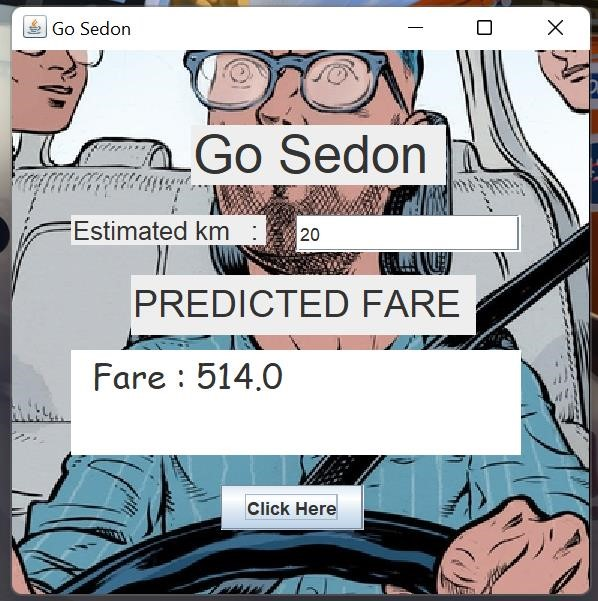 Go Sedon
Go Sedon
Estimated km : 20
PREDICTED FARE
Fare : 514.0
Click Here